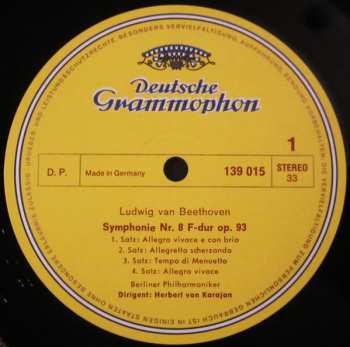 Deutsche
Grammophon
D. P.
Made in Germany
139 015
1
STEREO
33
Ludwig van Beethoven
Symphonie Nr. 8 F-dur op. 93
1. Satz: Allegro vivace e con brio
2. Satz: Allegretto scherzando
3. Satz: Tempo di Menuetto
4. Satz: Allegro vivace
Berliner Philharmoniker
Dirigent: Herbert von Karajan